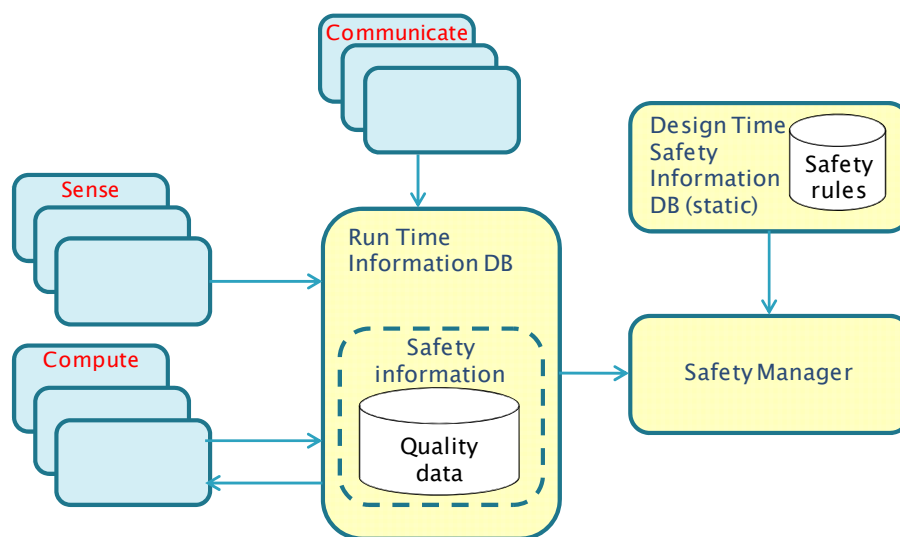 Communicate
Design Time
Safety
Information
DB (static)
Safety
rules
Sense
Run Time
Information DB
Compute
Safety
information
Quality
data
Safety Manager